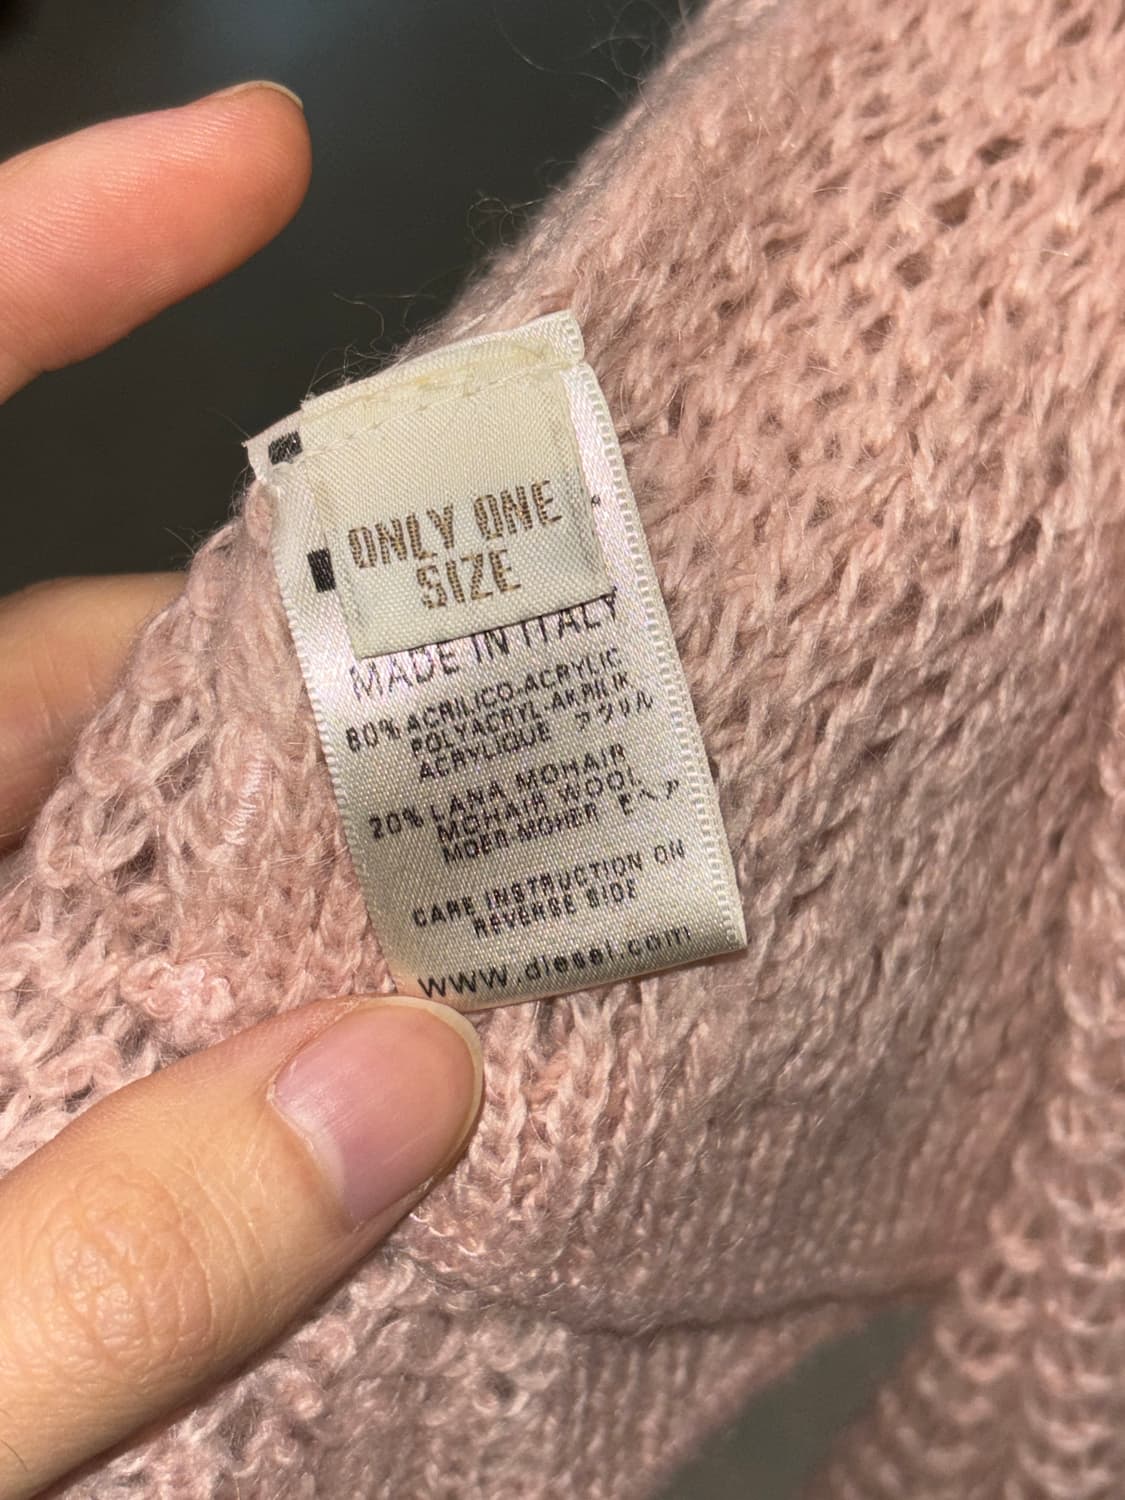 ONLY ONE
SIZE
MADE IN ITALY
80% ACRILICO-ACRYLIC
POLYACRYL-AKRILIK
ACRYLIQUE アクリル
20% LANA MOHAIR
MOHAIR WOOL
MOER-MOHER モヘア
CARE INSTRUCTION ON
REVERSE SIDE
www.diesel.com